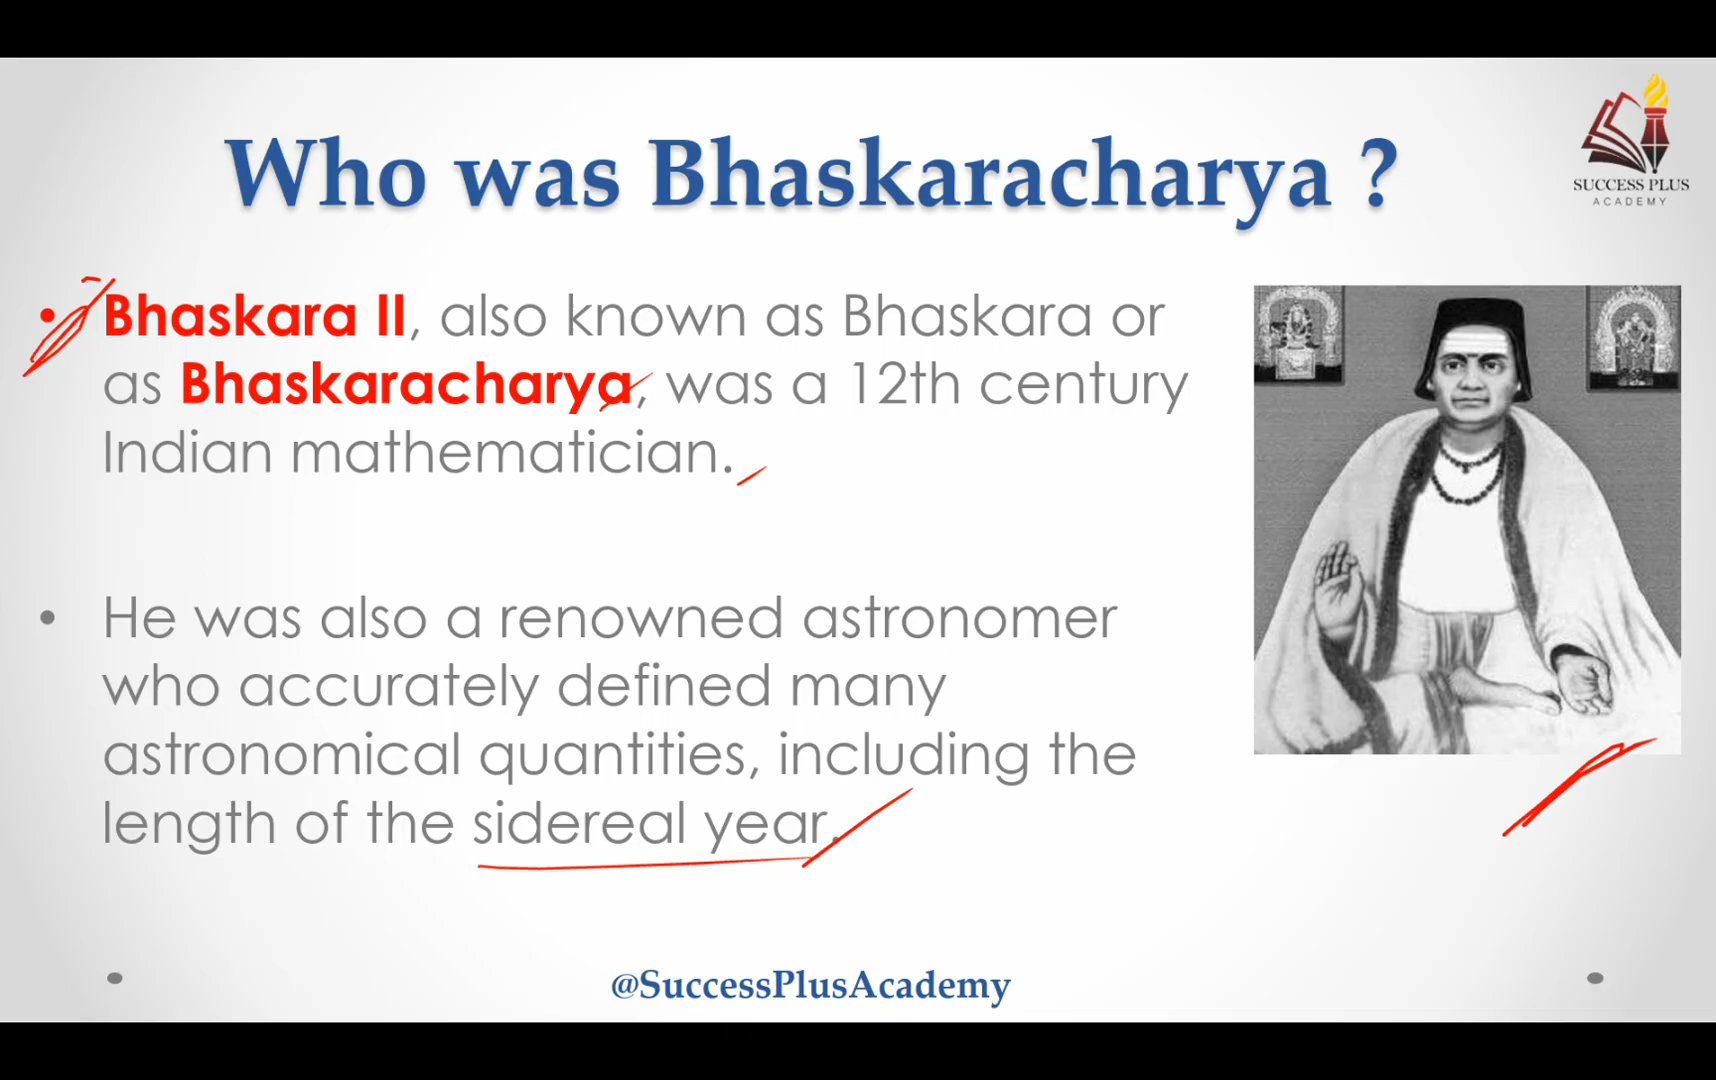 Who was Bhaskaracharya ?
SUCCESS PLUS
ACADEMY
• Bhaskara II, also known as Bhaskara or
as Bhaskaracharya, was a 12th century
Indian mathematician.
• He was also a renowned astronomer
who accurately defined many
astronomical quantities, including the
length of the sidereal year.
@SuccessPlusAcademy